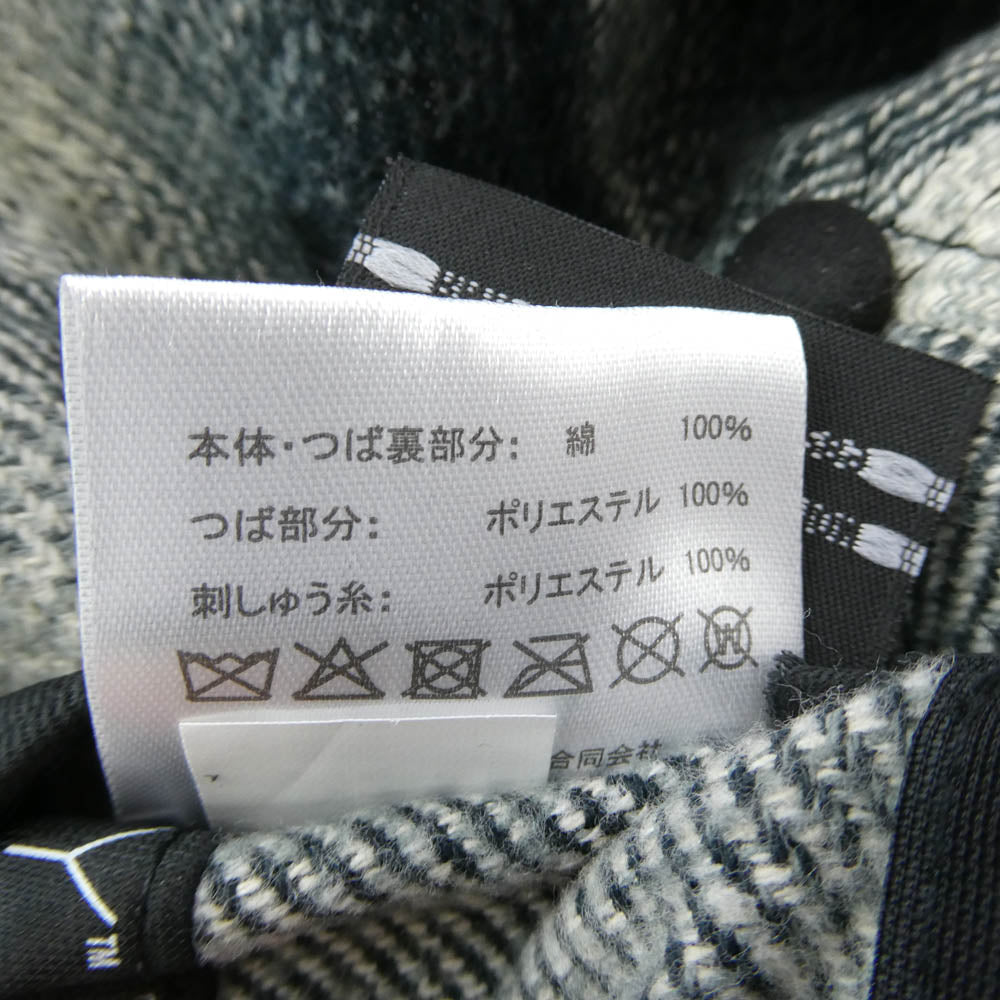 本体・つば裏部分： 綿 100%
つば部分： ポリエステル 100%
刺しゅう糸： ポリエステル 100%
合同会社
TM